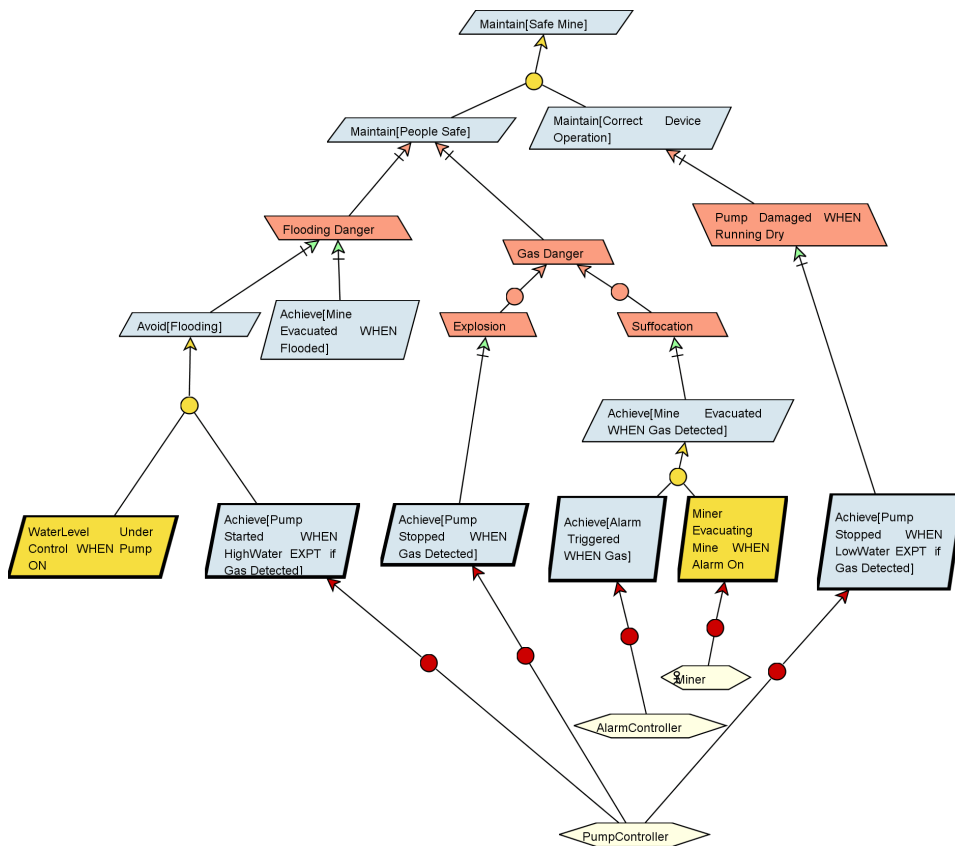 Maintain[Safe Mine]
Maintain[People Safe]
Maintain[Correct Device
Operation]
Flooding Danger
Gas Danger
Pump Damaged WHEN
Running Dry
Avoid[Flooding]
Achieve[Mine
Evacuated WHEN
Flooded]
Explosion
Suffocation
Achieve[Mine Evacuated
WHEN Gas Detected]
WaterLevel Under
Control WHEN Pump
ON
Achieve[Pump
Started WHEN
HighWater EXPT if
Gas Detected]
Achieve[Pump
Stopped WHEN
Gas Detected]
Achieve[Alarm
Triggered
WHEN Gas]
Miner
Evacuating
Mine WHEN
Alarm On
Achieve[Pump
Stopped WHEN
LowWater EXPT if
Gas Detected]
Miner
AlarmController
PumpController